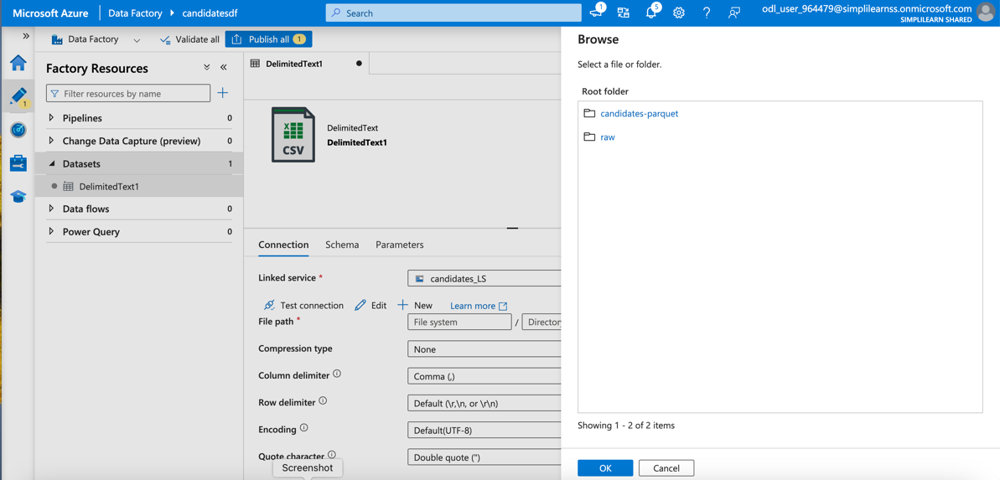 Microsoft Azure
Data Factory
candidatesdf
Search
1
5
odl_user_964479@simplilearnss.onmicrosoft.com
SIMPLILEARN SHARED
Data Factory
Validate all
Publish all 1
1
Factory Resources
Filter resources by name
Pipelines 0
Change Data Capture (preview) 0
Datasets 1
DelimitedText1
Data flows 0
Power Query 0
DelimitedText1
CSV
DelimitedText
DelimitedText1
Connection Schema Parameters
Linked service *
candidates_LS
Test connection Edit New Learn more
File path *
File system / Directory
Compression type
None
Column delimiter
Comma (,)
Row delimiter
Default (\r,\n, or \r\n)
Encoding
Default(UTF-8)
Quote character
Double quote (")
Screenshot
Browse
Select a file or folder.
Root folder
candidates-parquet
raw
Showing 1 - 2 of 2 items
OK Cancel